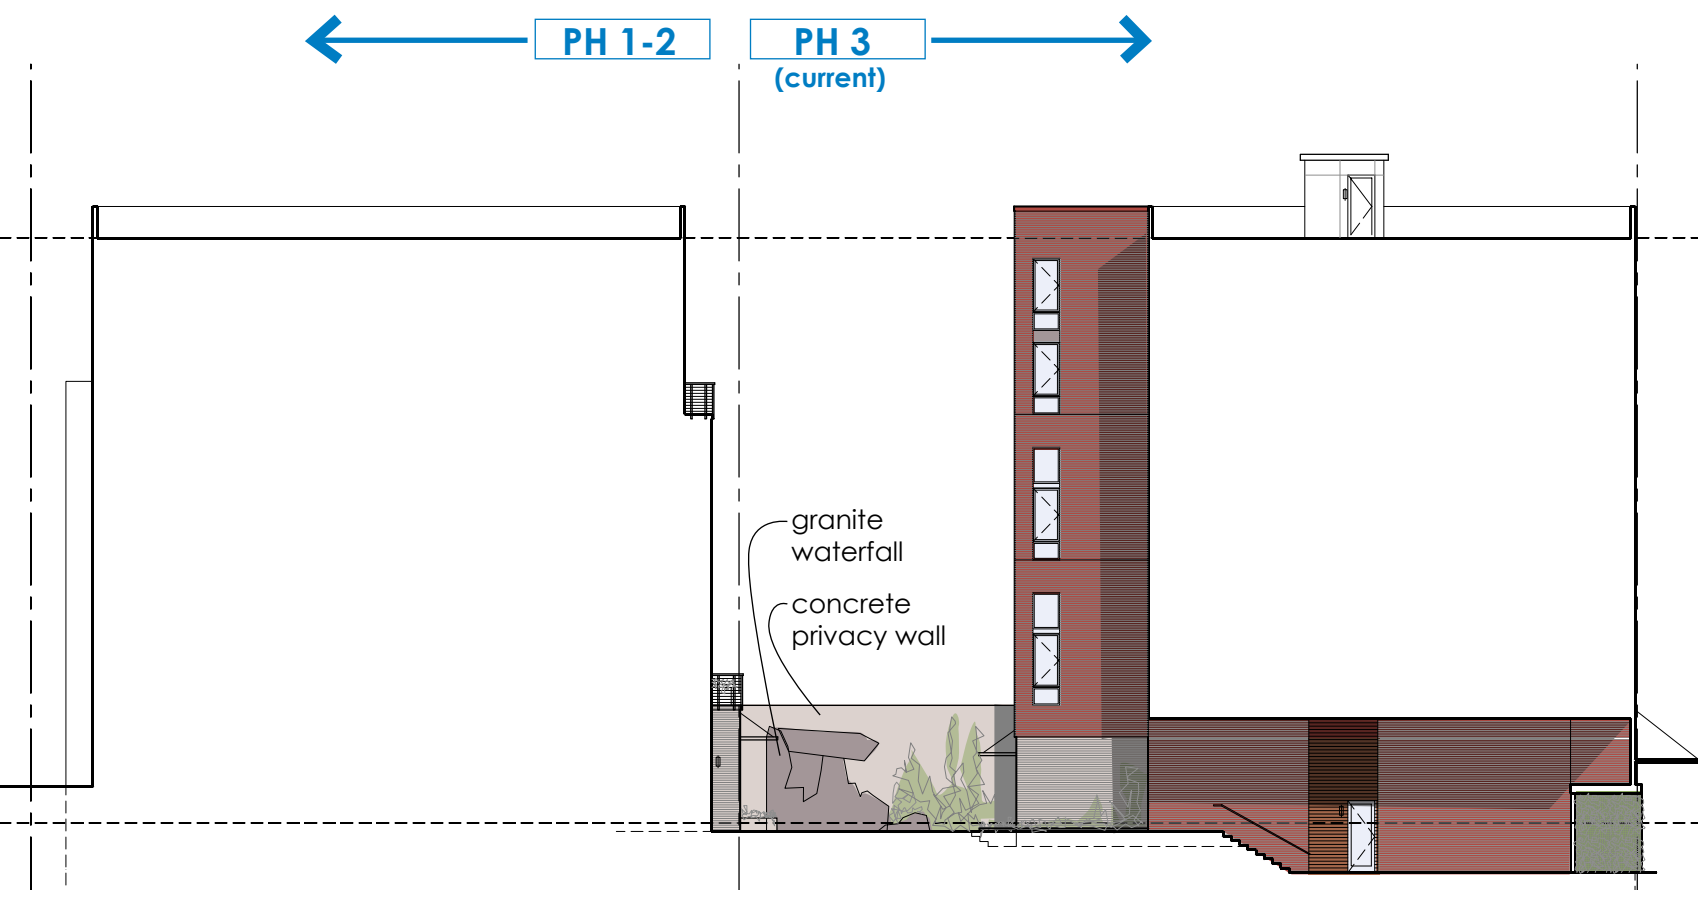 PH 1-2
PH 3
(current)
granite
waterfall
concrete
privacy wall